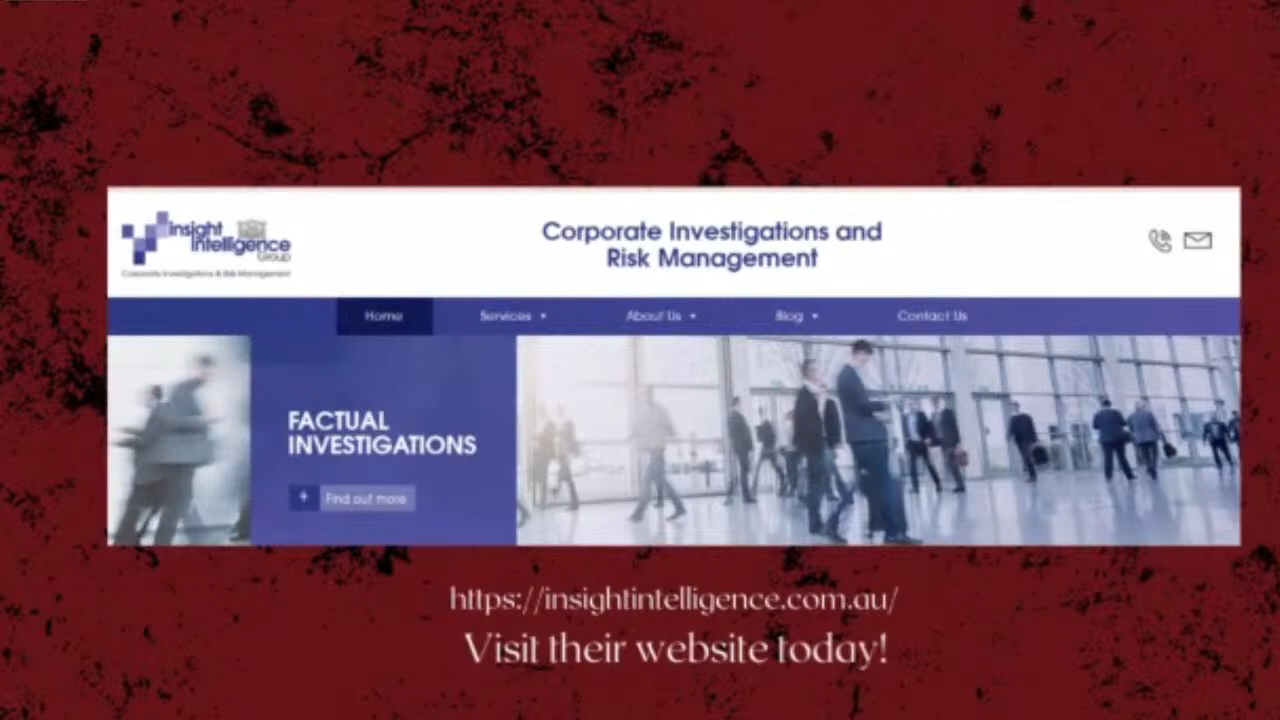 Insight
Intelligence
Group
Corporate Investigations & Risk Management
Corporate Investigations and
Risk Management
Home
Services
About Us
Blog
Contact Us
FACTUAL
INVESTIGATIONS
+ Find out more
https://insightintelligence.com.au/
Visit their website today!